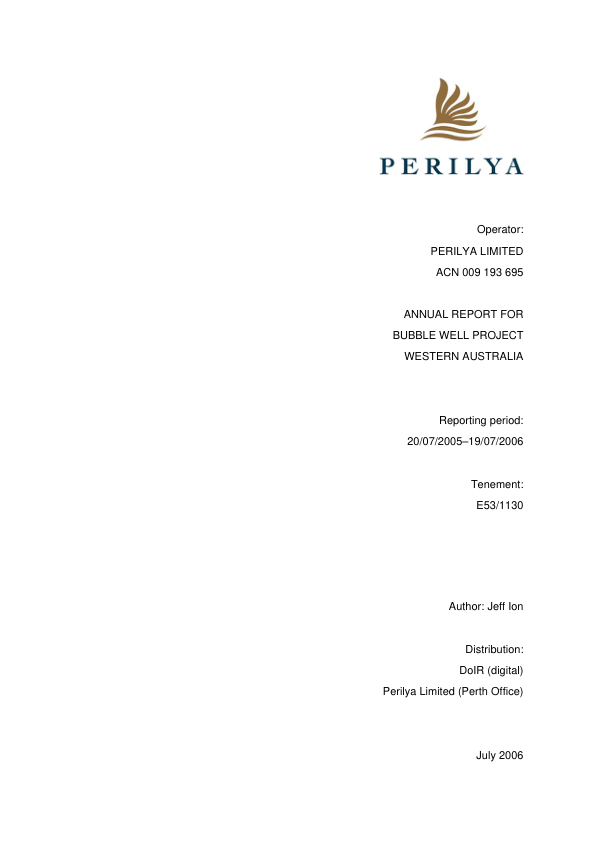 PERILYA
Operator:
PERILYA LIMITED
ACN 009 193 695
ANNUAL REPORT FOR
BUBBLE WELL PROJECT
WESTERN AUSTRALIA
Reporting period:
20/07/2005–19/07/2006
Tenement:
E53/1130
Author: Jeff Ion
Distribution:
DoIR (digital)
Perilya Limited (Perth Office)
July 2006